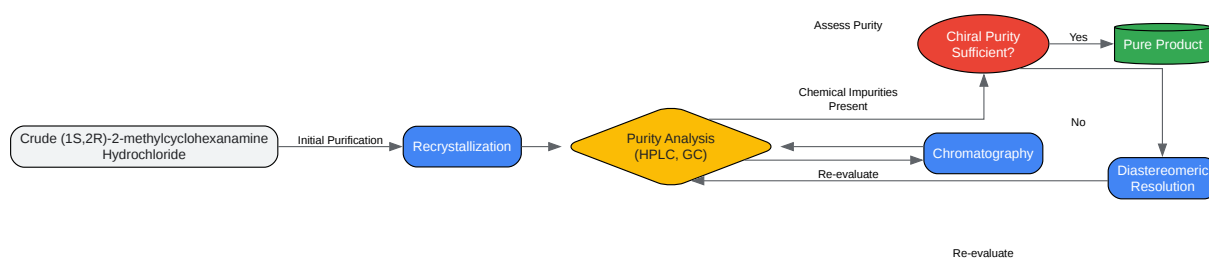 Assess Purity
Chiral Purity
Sufficient?
Yes
Pure Product
Chemical Impurities
Present
Crude (1S,2R)-2-methylcyclohexanamine
Hydrochloride
Initial Purification
Recrystallization
Purity Analysis
(HPLC, GC)
Chromatography
No
Re-evaluate
Diastereomeric
Resolution
Re-evaluate